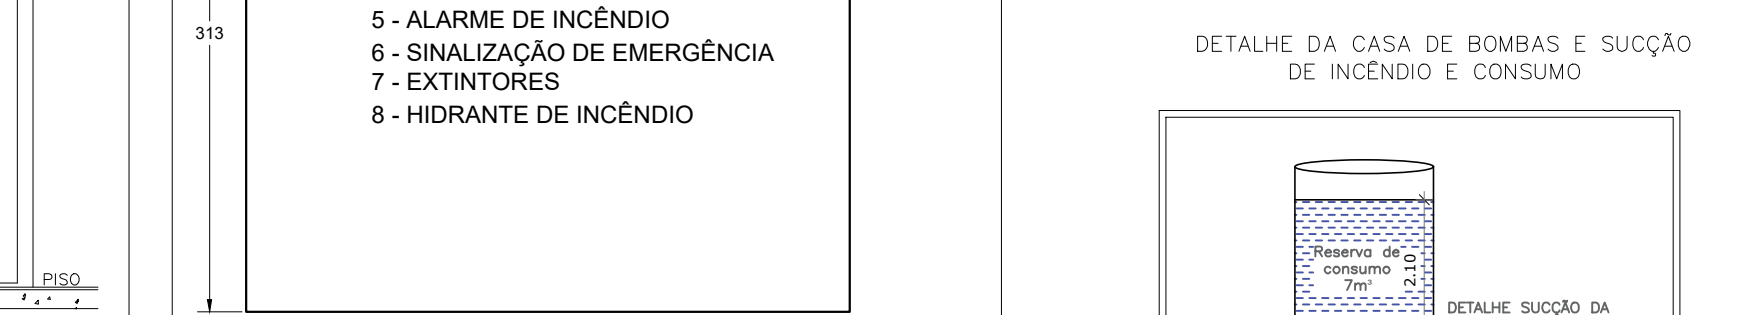 5 - ALARME DE INCÊNDIO
313
6 - SINALIZAÇÃO DE EMERGÊNCIA
7 - EXTINTORES
8 - HIDRANTE DE INCÊNDIO
PISO
DETALHE DA CASA DE BOMBAS E SUCÇÃO
DE INCÊNDIO E CONSUMO
Reserva de
consumo
7m³
2.10
DETALHE SUCÇÃO DA